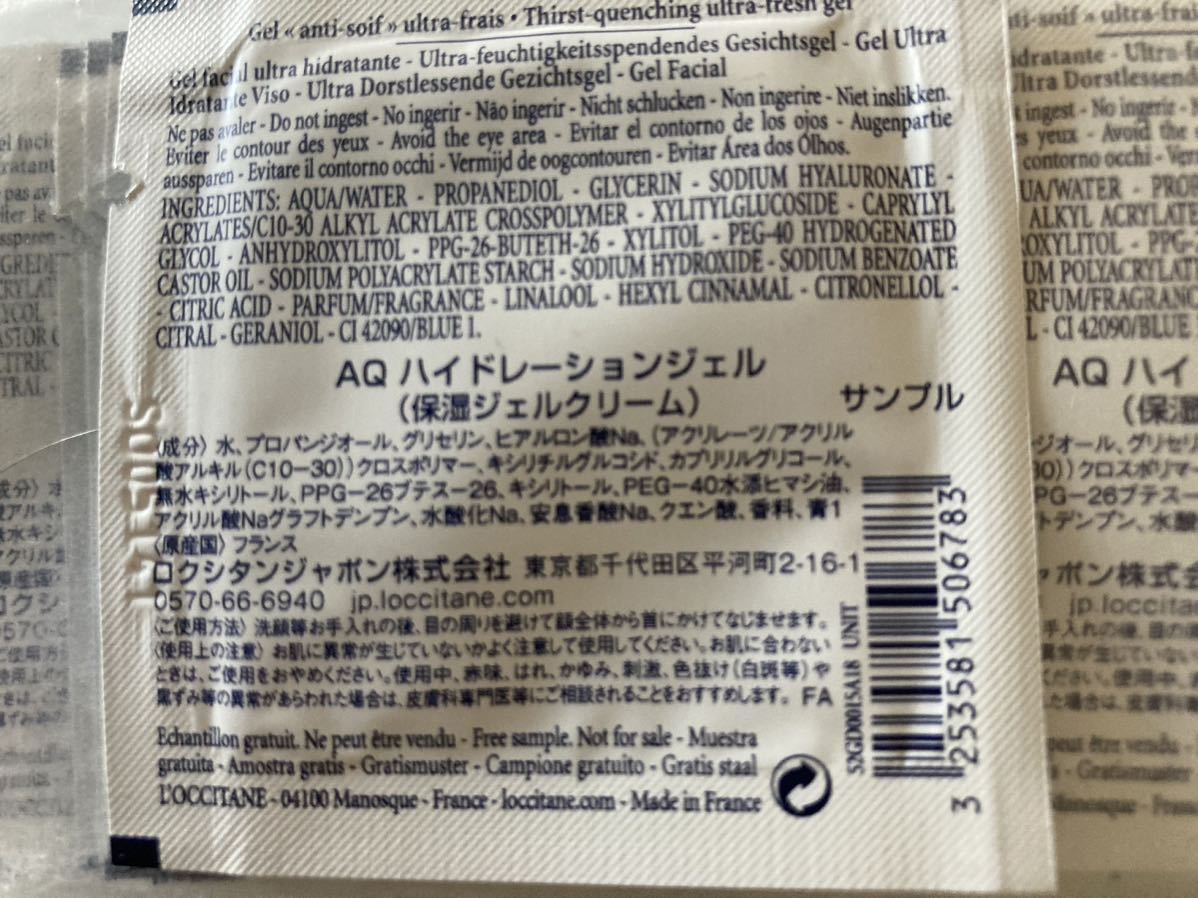 Gel « anti-soif » ultra-frais • Thirst-quenching ultra-fresh gel
Gel facial ultra hidratante - Ultra-feuchtigkeitsspendendes Gesichtsgel - Gel Ultra
Idratante Viso - Ultra Dorstlessende Gezichtsgel - Gel Facial
Ne pas avaler - Do not ingest - No ingerir - Não ingerir - Nicht schlucken - Non ingerire - Niet inslikken.
Eviter le contour des yeux - Avoid the eye area - Evitar el contorno de los ojos - Augenpartie
aussparen - Evitare il contorno occhi - Vermijd de oogcontouren - Evitar Área dos Olhos.
INGREDIENTS: AQUA/WATER - PROPANEDIOL - GLYCERIN - SODIUM HYALURONATE -
ACRYLATES/C10-30 ALKYL ACRYLATE CROSSPOLYMER - XYLITYLGLUCOSIDE - CAPRYLYL
GLYCOL - ANHYDROXYLITOL - PPG-26-BUTETH-26 - XYLITOL - PEG-40 HYDROGENATED
CASTOR OIL - SODIUM POLYACRYLATE STARCH - SODIUM HYDROXIDE - SODIUM BENZOATE
- CITRIC ACID - PARFUM/FRAGRANCE - LINALOOL - HEXYL CINNAMAL - CITRONELLOL -
CITRAL - GERANIOL - CI 42090/BLUE 1.
AQ ハイドレーションジェル
(保湿ジェルクリーム) サンプル
〈成分〉水、プロパンジオール、グリセリン、ヒアルロン酸Na、(アクリレーツ/アクリル
酸アルキル(C10-30))クロスポリマー、キシリチルグルコシド、カプリリルグリコール、
無水キシリトール、PPG-26ブテス-26、キシリトール、PEG-40水添ヒマシ油、
アクリル酸Naグラフトデンプン、水酸化Na、安息香酸Na、クエン酸、香料、青1
〈原産国〉フランス
ロクシタンジャポン株式会社 東京都千代田区平河町2-16-1
0570-66-6940 jp.loccitane.com
〈ご使用方法〉洗顔等お手入れの後、目の周りを避けて顔全体から首にかけてなじませます。
〈使用上の注意〉お肌に異常が生じていないかよく注意して使用してください。お肌に合わない
ときは、ご使用をおやめください。使用中、赤味、はれ、かゆみ、刺激、色抜け(白斑等)や
黒ずみ等の異常があらわれた場合は、皮膚科専門医等にご相談されることをおすすめします。 FA
Echantillon gratuit. Ne peut être vendu - Free sample. Not for sale - Muestra
gratuita - Amostra gratis - Gratismuster - Campione gratuito - Gratis staal
L'OCCITANE - 04100 Manosque - France - loccitane.com - Made in France
52GD0015A18 UNIT
3 253581 506783